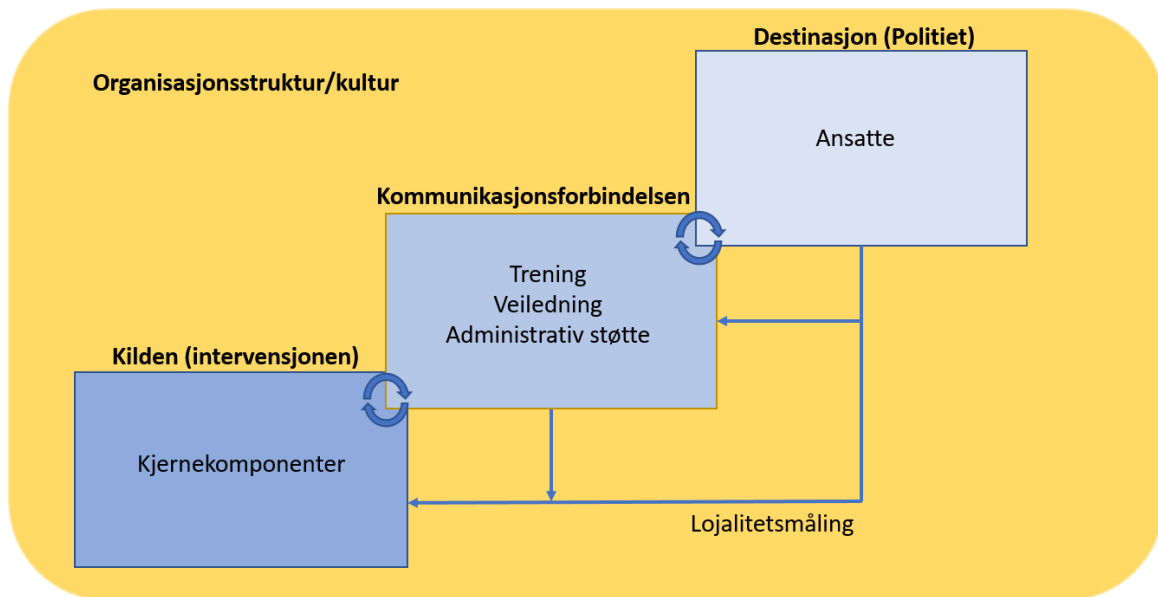 Destinasjon (Politiet)
Organisasjonsstruktur/kultur
Ansatte
Kommunikasjonsforbindelsen
Trening
Veiledning
Administrativ støtte
Kilden (intervensjonen)
Kjernekomponenter
Lojalitetsmåling